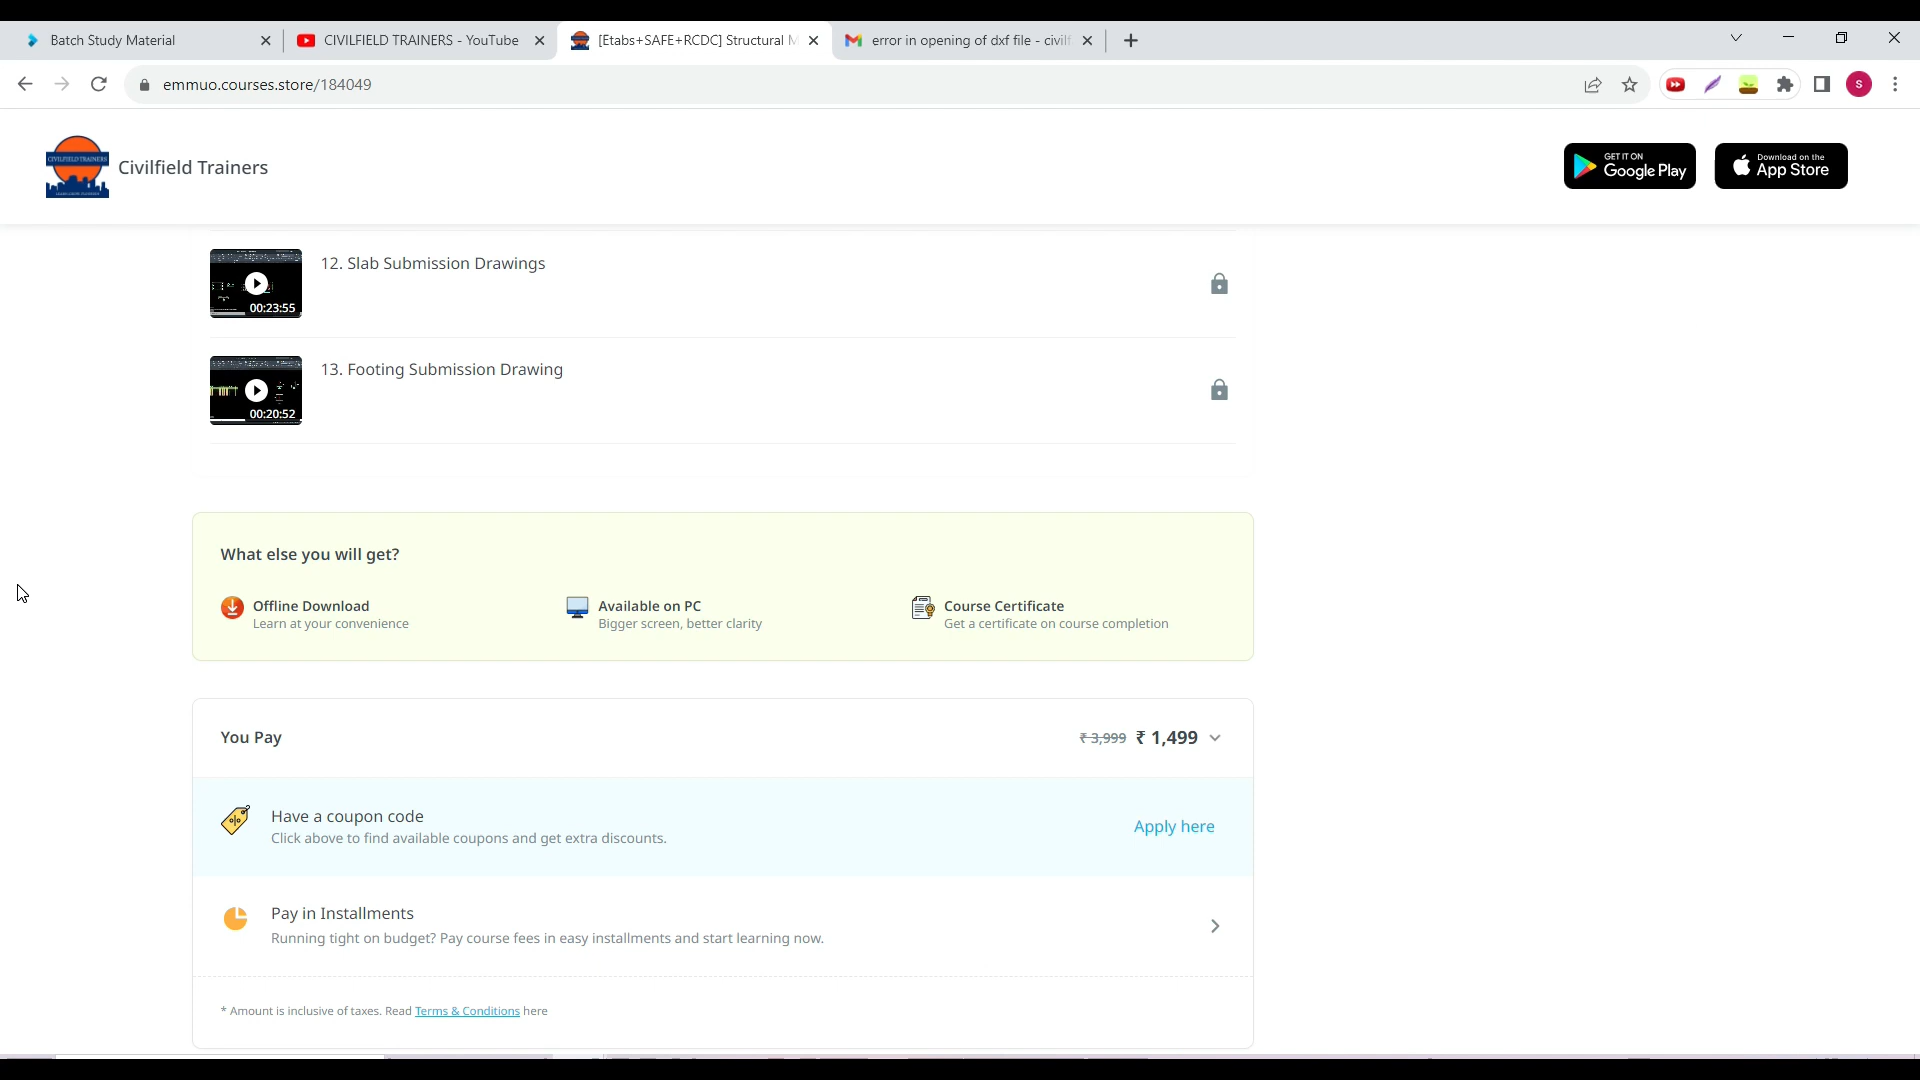 Batch Study Material
CIVILFIELD TRAINERS - YouTube
[Etabs+SAFE+RCDC] Structural
error in opening of dxf file - civilf
emmuo.courses.store/184049
S
CIVILFIELD TRAINERS
Civilfield Trainers
GET IT ON
Google Play
Download on the
App Store
12. Slab Submission Drawings
00:23:55
13. Footing Submission Drawing
00:20:52
What else you will get?
Offline Download
Learn at your convenience
Available on PC
Bigger screen, better clarity
Course Certificate
Get a certificate on course completion
You Pay
₹ 3,999 ₹ 1,499
Have a coupon code
Click above to find available coupons and get extra discounts.
Apply here
Pay in Installments
Running tight on budget? Pay course fees in easy installments and start learning now.
* Amount is inclusive of taxes. Read Terms & Conditions here